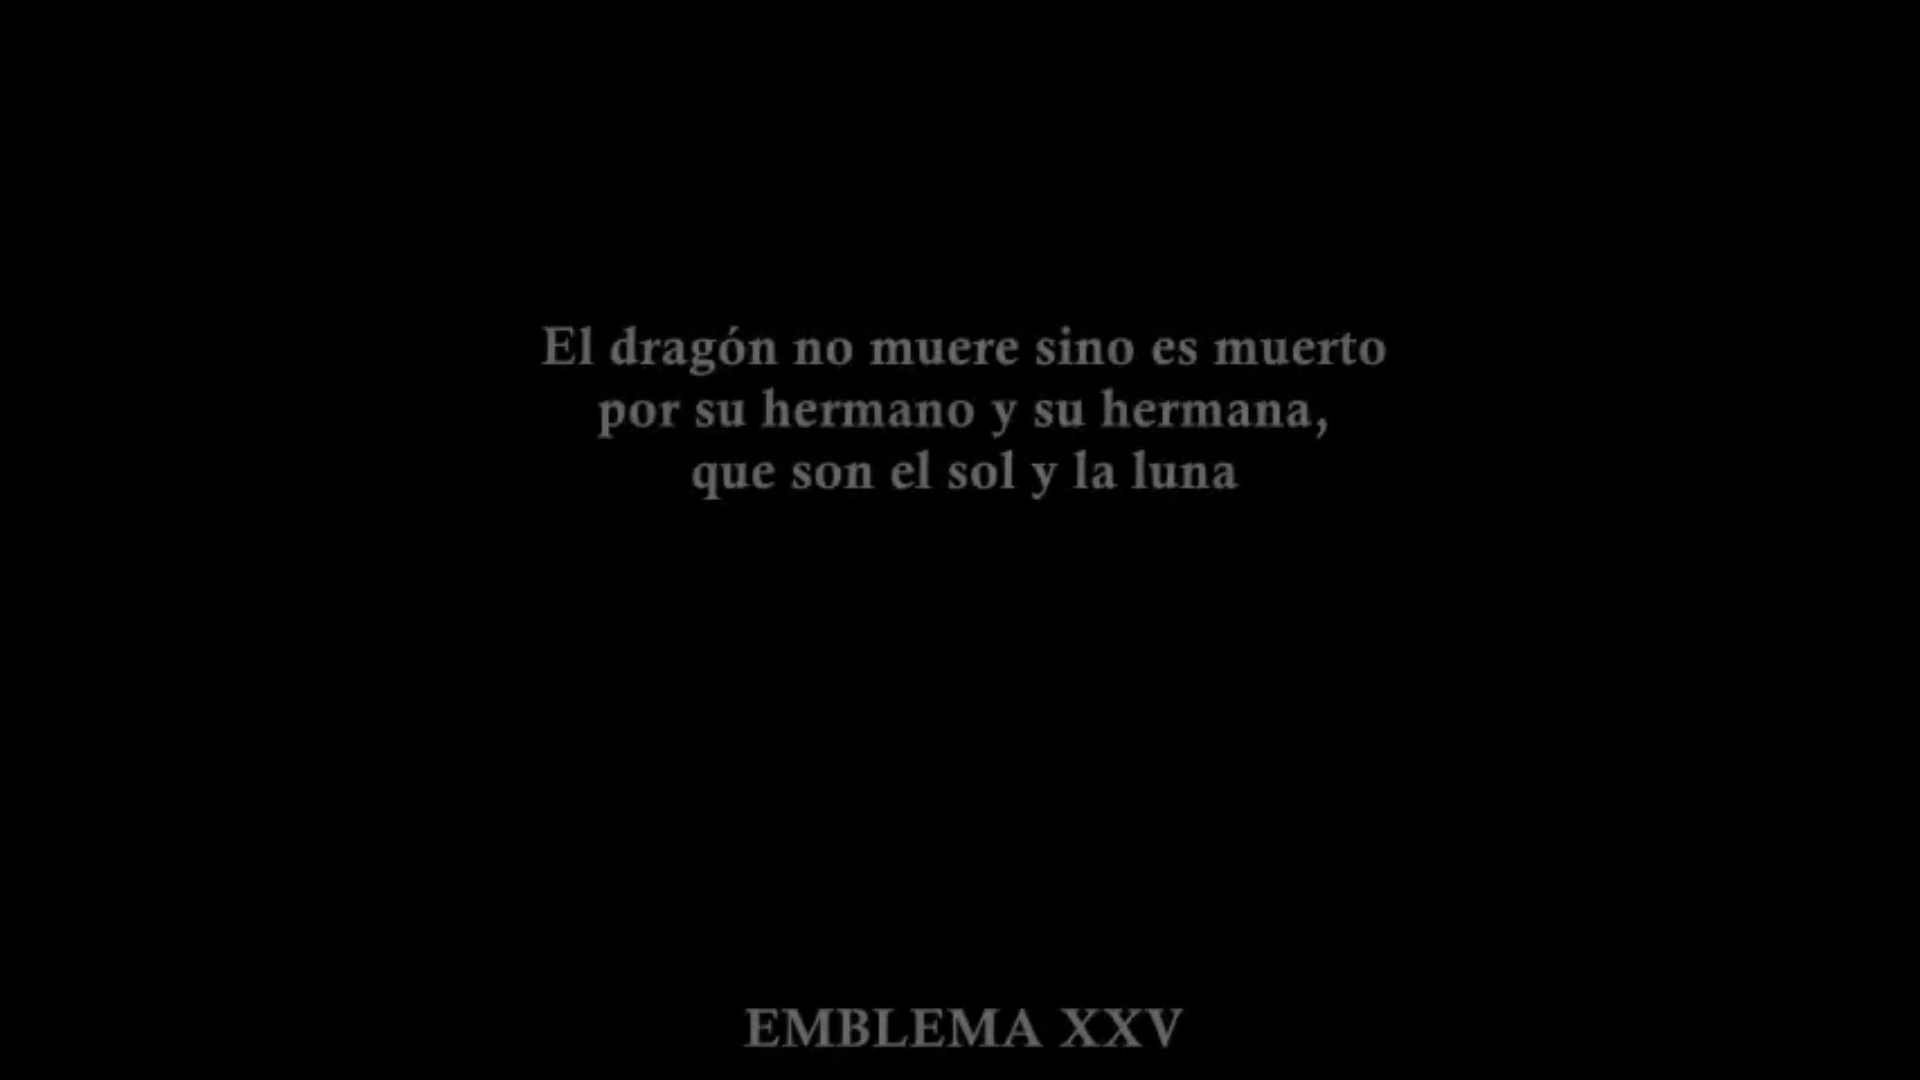 El dragón no muere sino es muerto
por su hermano y su hermana,
que son el sol y la luna
EMBLEMA XXV